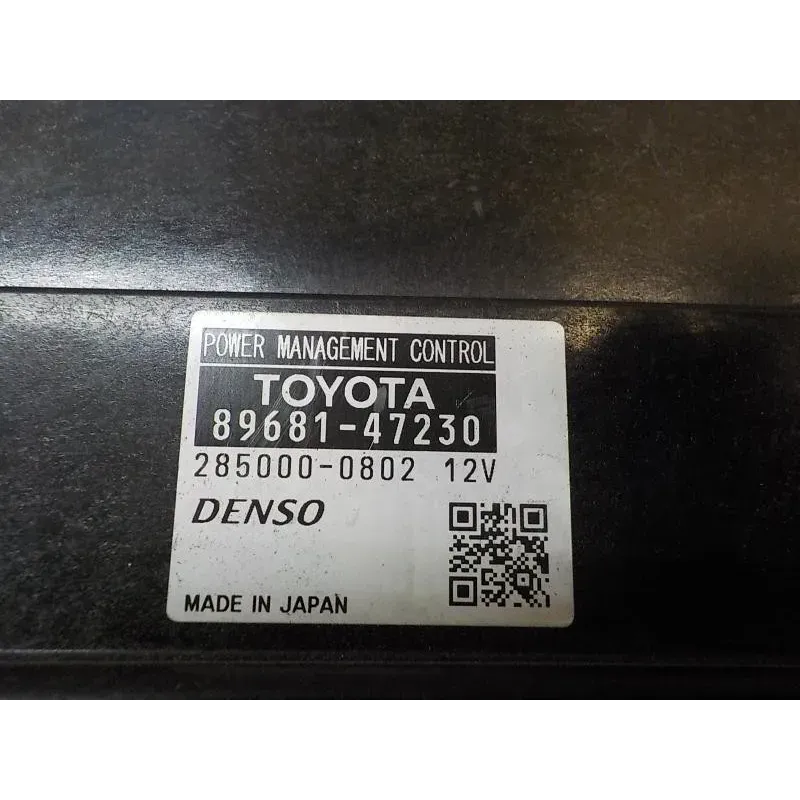 POWER MANAGEMENT CONTROL
TOYOTA
89681-47230
285000-0802 12V
DENSO
MADE IN JAPAN